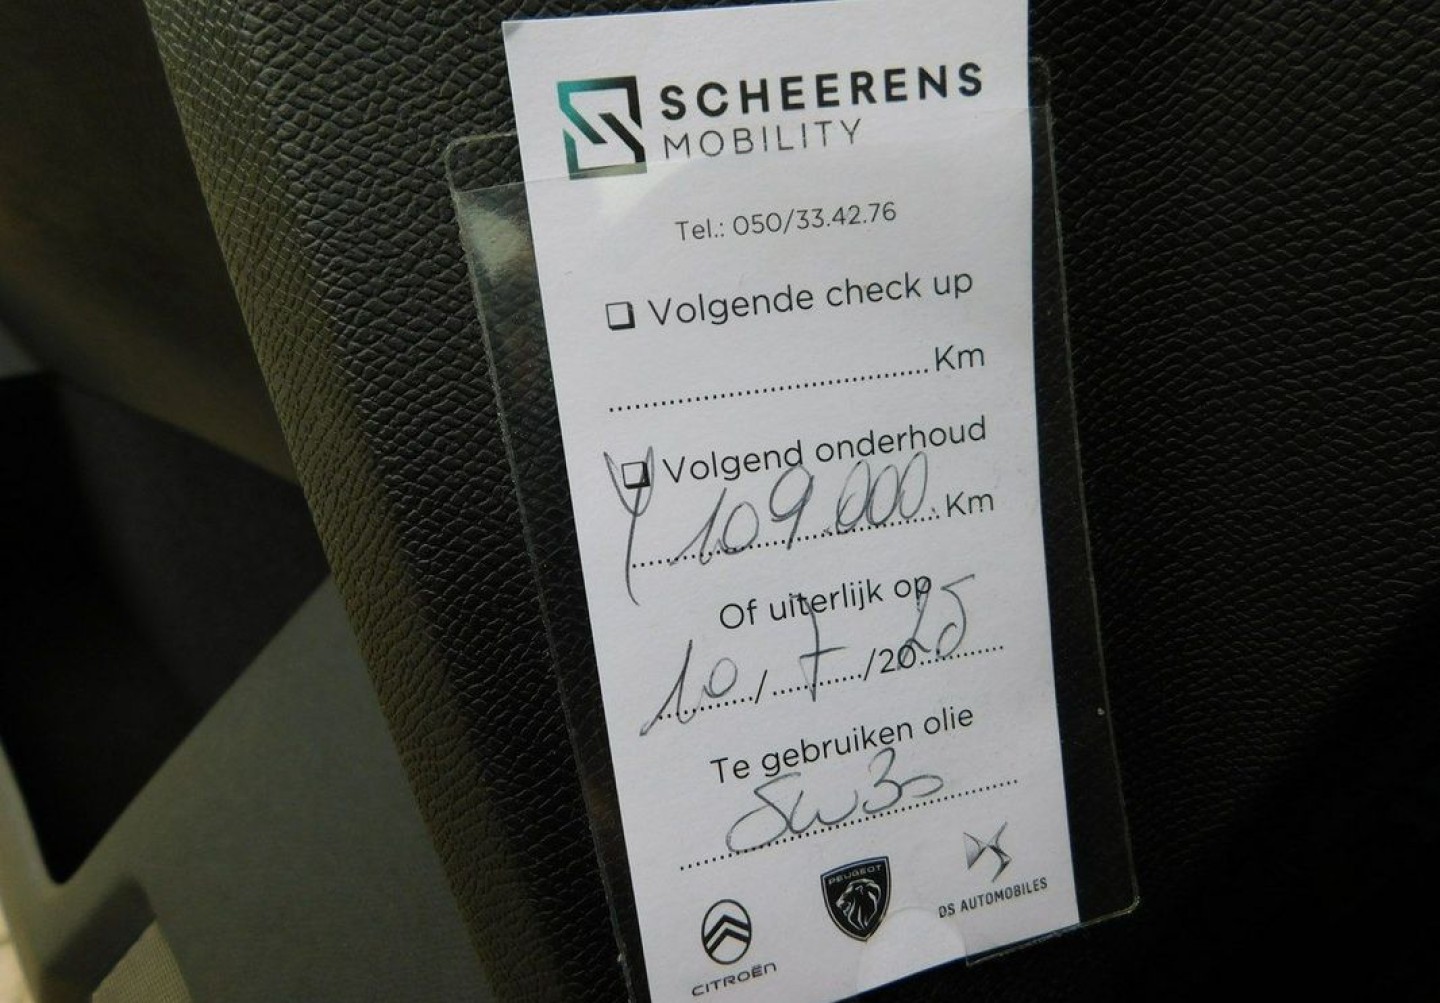 SCHEERENS
MOBILITY
Tel.: 050/33.42.76
❑ Volgende check up
........................................ Km
❑ Volgend onderhoud
109.000 Km
Of uiterlijk op
10/7/2025
Te gebruiken olie
5w30
PEUGEOT
DS AUTOMOBILES
CITROËN